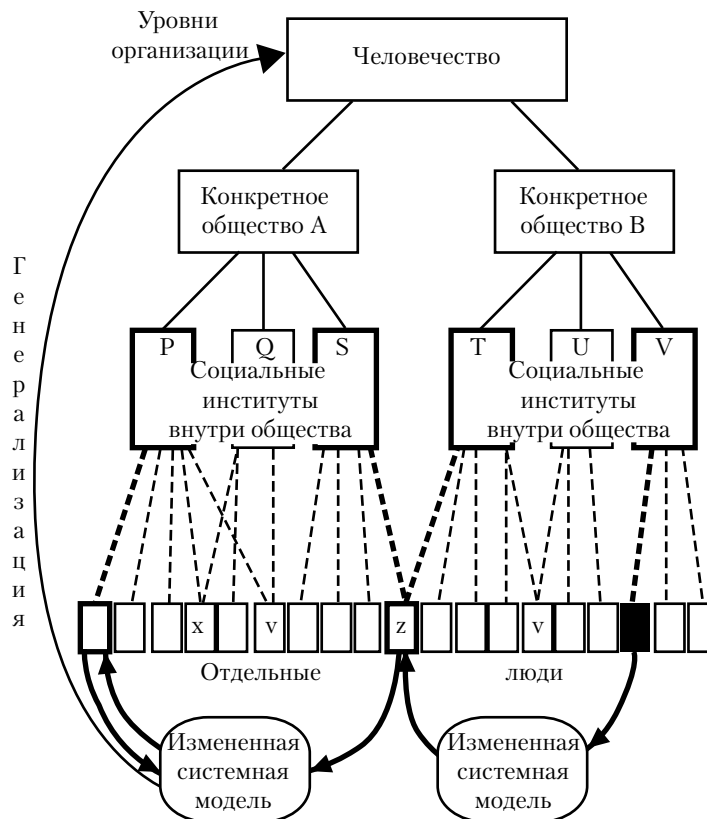 Уровни
организации
Человечество
Конкретное
общество А
Конкретное
общество В
Генерализация
P Q S
Социальные
институты
внутри общества
T U V
Социальные
институты
внутри общества
x v z v
Отдельные люди
Измененная
системная
модель
Измененная
системная
модель